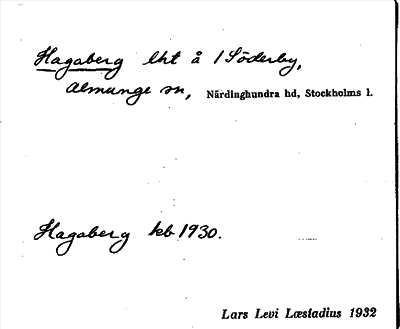 Hagaberg lht å 1 Söderby,
Almunge sn, Närdinghundra hd, Stockholms l.
Hagaberg kb 1930.
Lars Levi Læstadius 1932